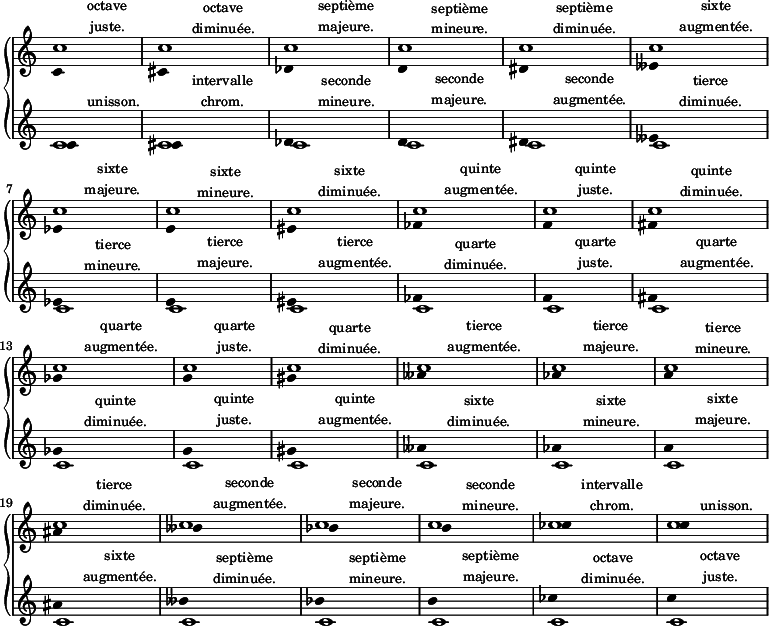 octave octave septième septième septième sixte
juste. diminuée. majeure. mineure. diminuée. augmentée.
intervalle seconde seconde seconde tierce
unisson. chrom. mineure. majeure. augmentée. diminuée.
sixte sixte sixte quinte quinte quinte
7 majeure. mineure. diminuée. augmentée. juste. diminuée.
tierce tierce tierce quarte quarte quarte
mineure. majeure. augmentée. diminuée. juste. augmentée.
quarte quarte quarte tierce tierce tierce
13 augmentée. juste. diminuée. augmentée. majeure. mineure.
quinte quinte quinte sixte sixte sixte
diminuée. juste. augmentée. diminuée. mineure. majeure.
tierce seconde seconde seconde intervalle
19 diminuée. augmentée. majeure. mineure. chrom. unisson.
sixte septième septième septième octave octave
augmentée. diminuée. mineure. majeure. diminuée. juste.